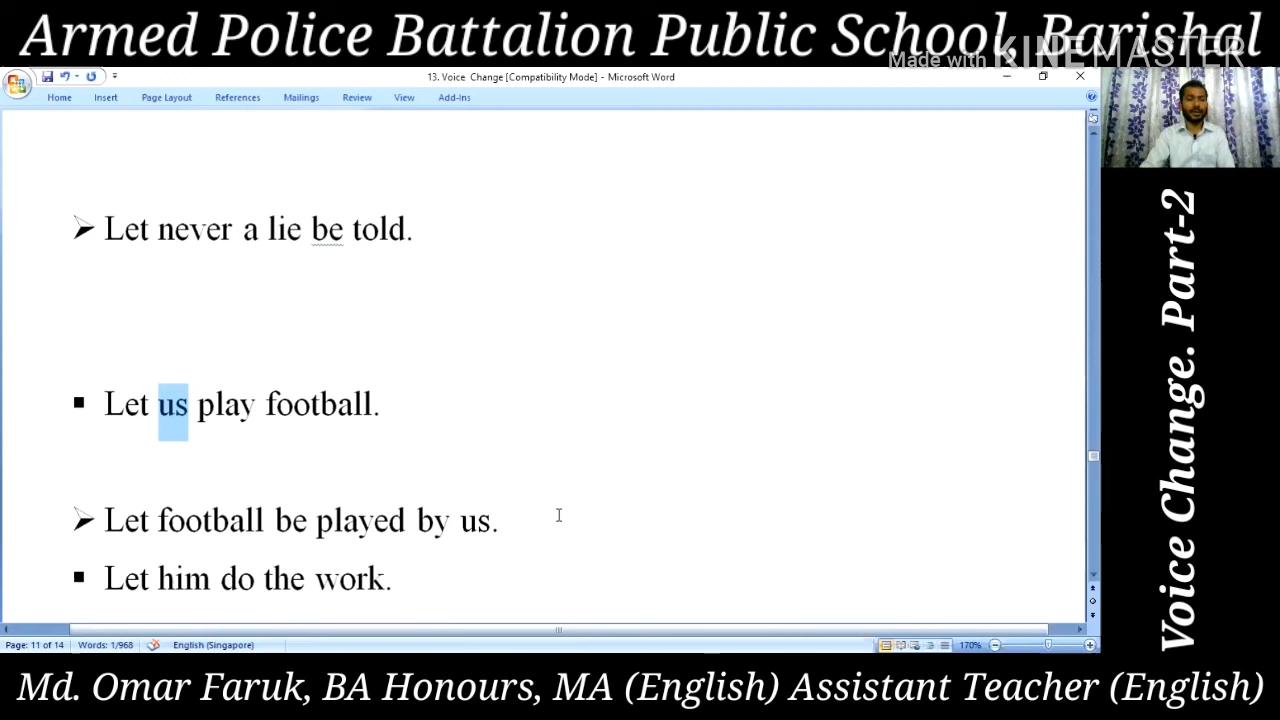 Armed Police Battalion Public School, Barishal
Made with KINEMASTER
13. Voice Change [Compatibility Mode] - Microsoft Word
Home Insert Page Layout References Mailings Review View Add-Ins
➢ Let never a lie be told.
▪ Let us play football.
➢ Let football be played by us.
▪ Let him do the work.
Page: 11 of 14 Words: 1/968 English (Singapore) 170%
Voice Change. Part-2
Md. Omar Faruk, BA Honours, MA (English) Assistant Teacher (English)